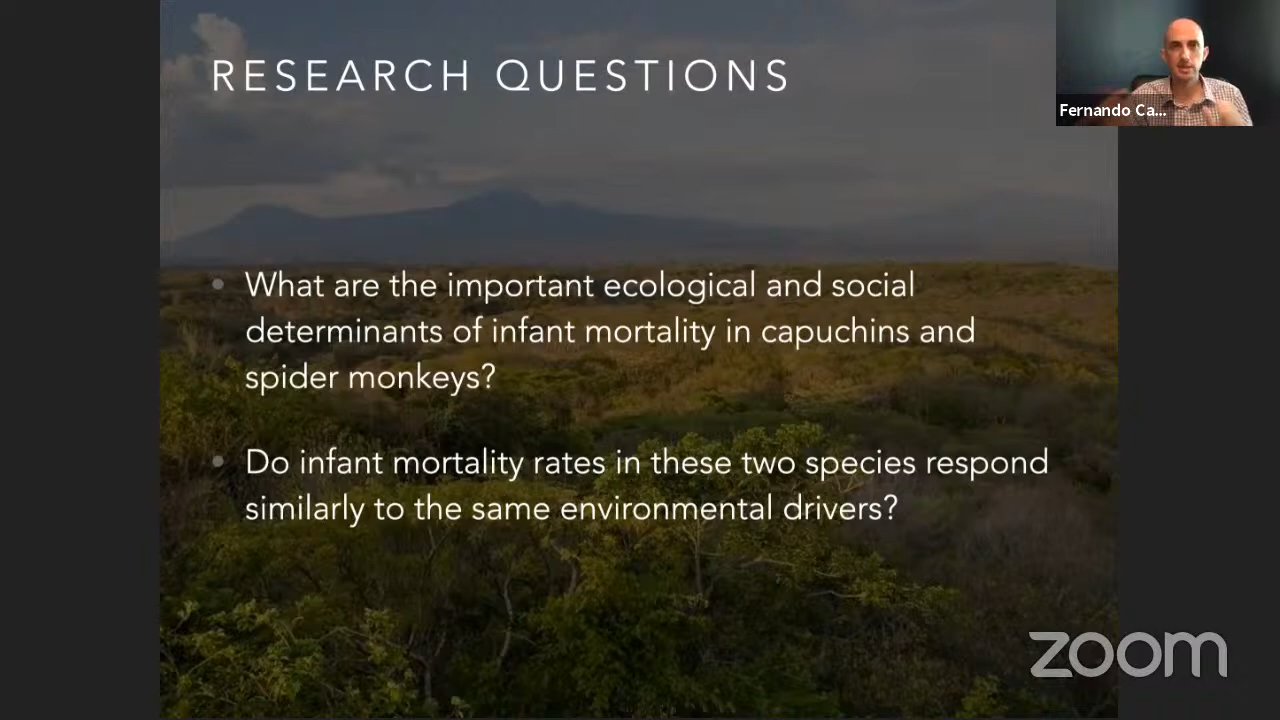 RESEARCH QUESTIONS
Fernando Ca...
• What are the important ecological and social
determinants of infant mortality in capuchins and
spider monkeys?
• Do infant mortality rates in these two species respond
similarly to the same environmental drivers?
zoom